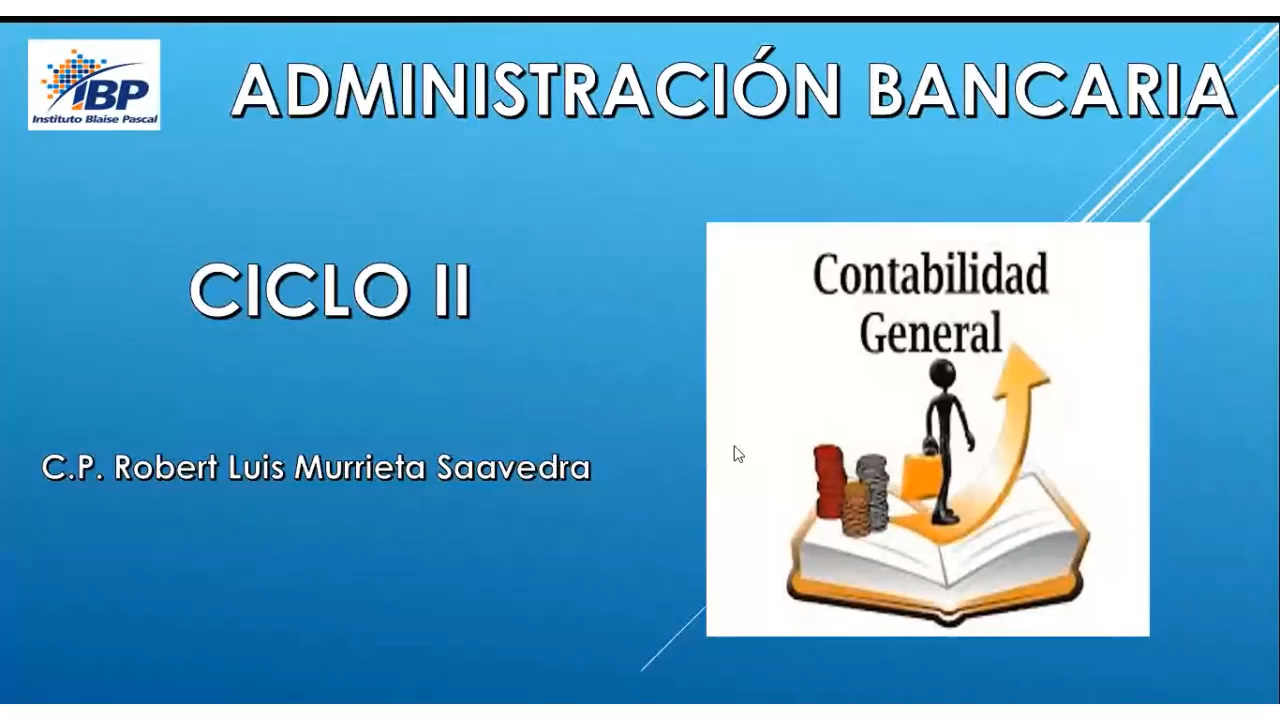 IBP
Instituto Blaise Pascal
ADMINISTRACIÓN BANCARIA
CICLO II
C.P. Robert Luis Murrieta Saavedra
Contabilidad
General